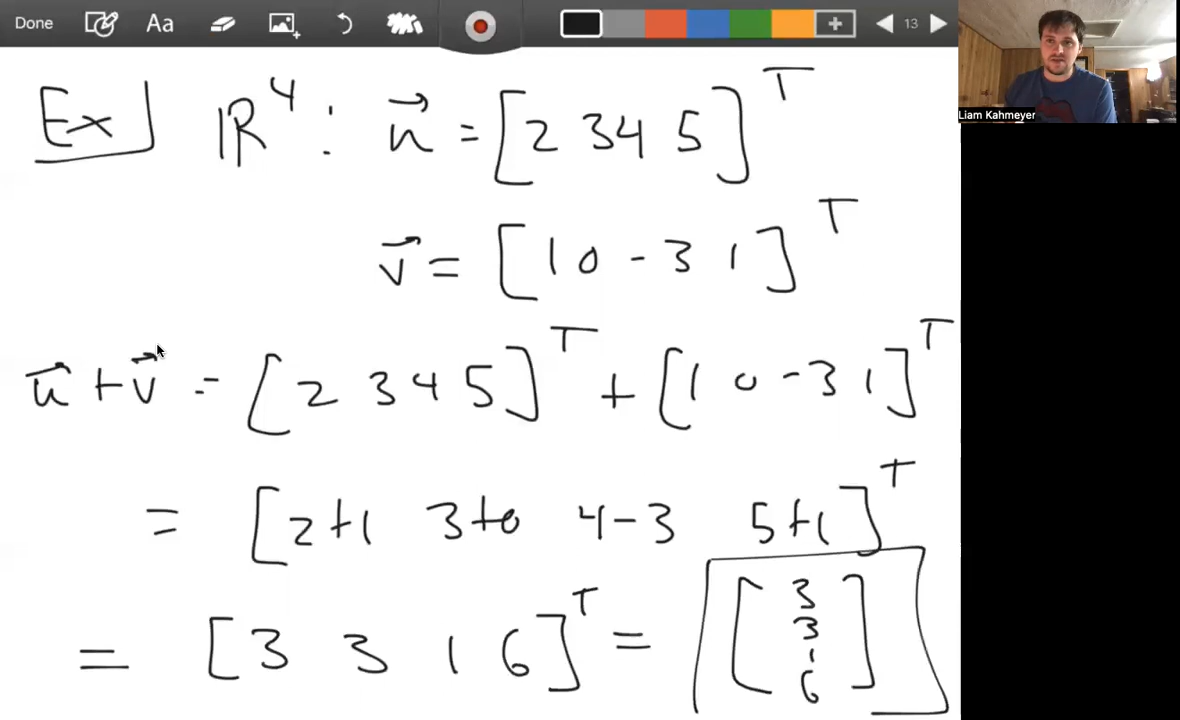 Done Aa 13
Liam Kahmeyer
Ex] ℝ⁴ : u⃗ = [2 3 4 5]ᵀ
v⃗ = [1 0 -3 1]ᵀ
u⃗ + v⃗ = [2 3 4 5]ᵀ + [1 0 -3 1]ᵀ
= [2+1 3+0 4-3 5+1]ᵀ
= [3 3 1 6]ᵀ = [
3
3
1
6
]